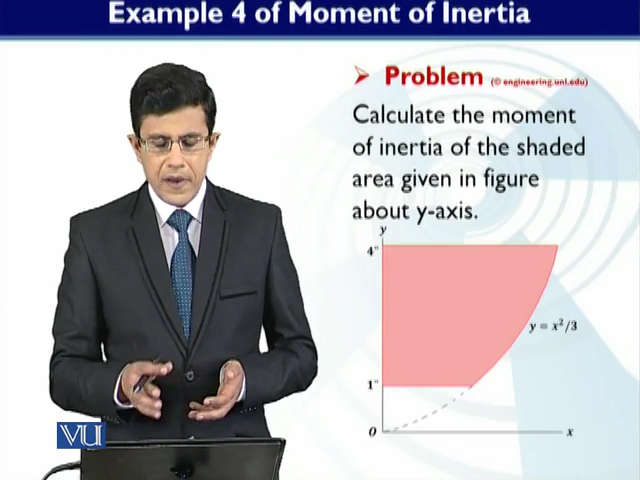 Example 4 of Moment of Inertia
➢ Problem (© engineering.unl.edu)
Calculate the moment
of inertia of the shaded
area given in figure
about y-axis.
y
4"
y = x²/3
1"
0
x
VU